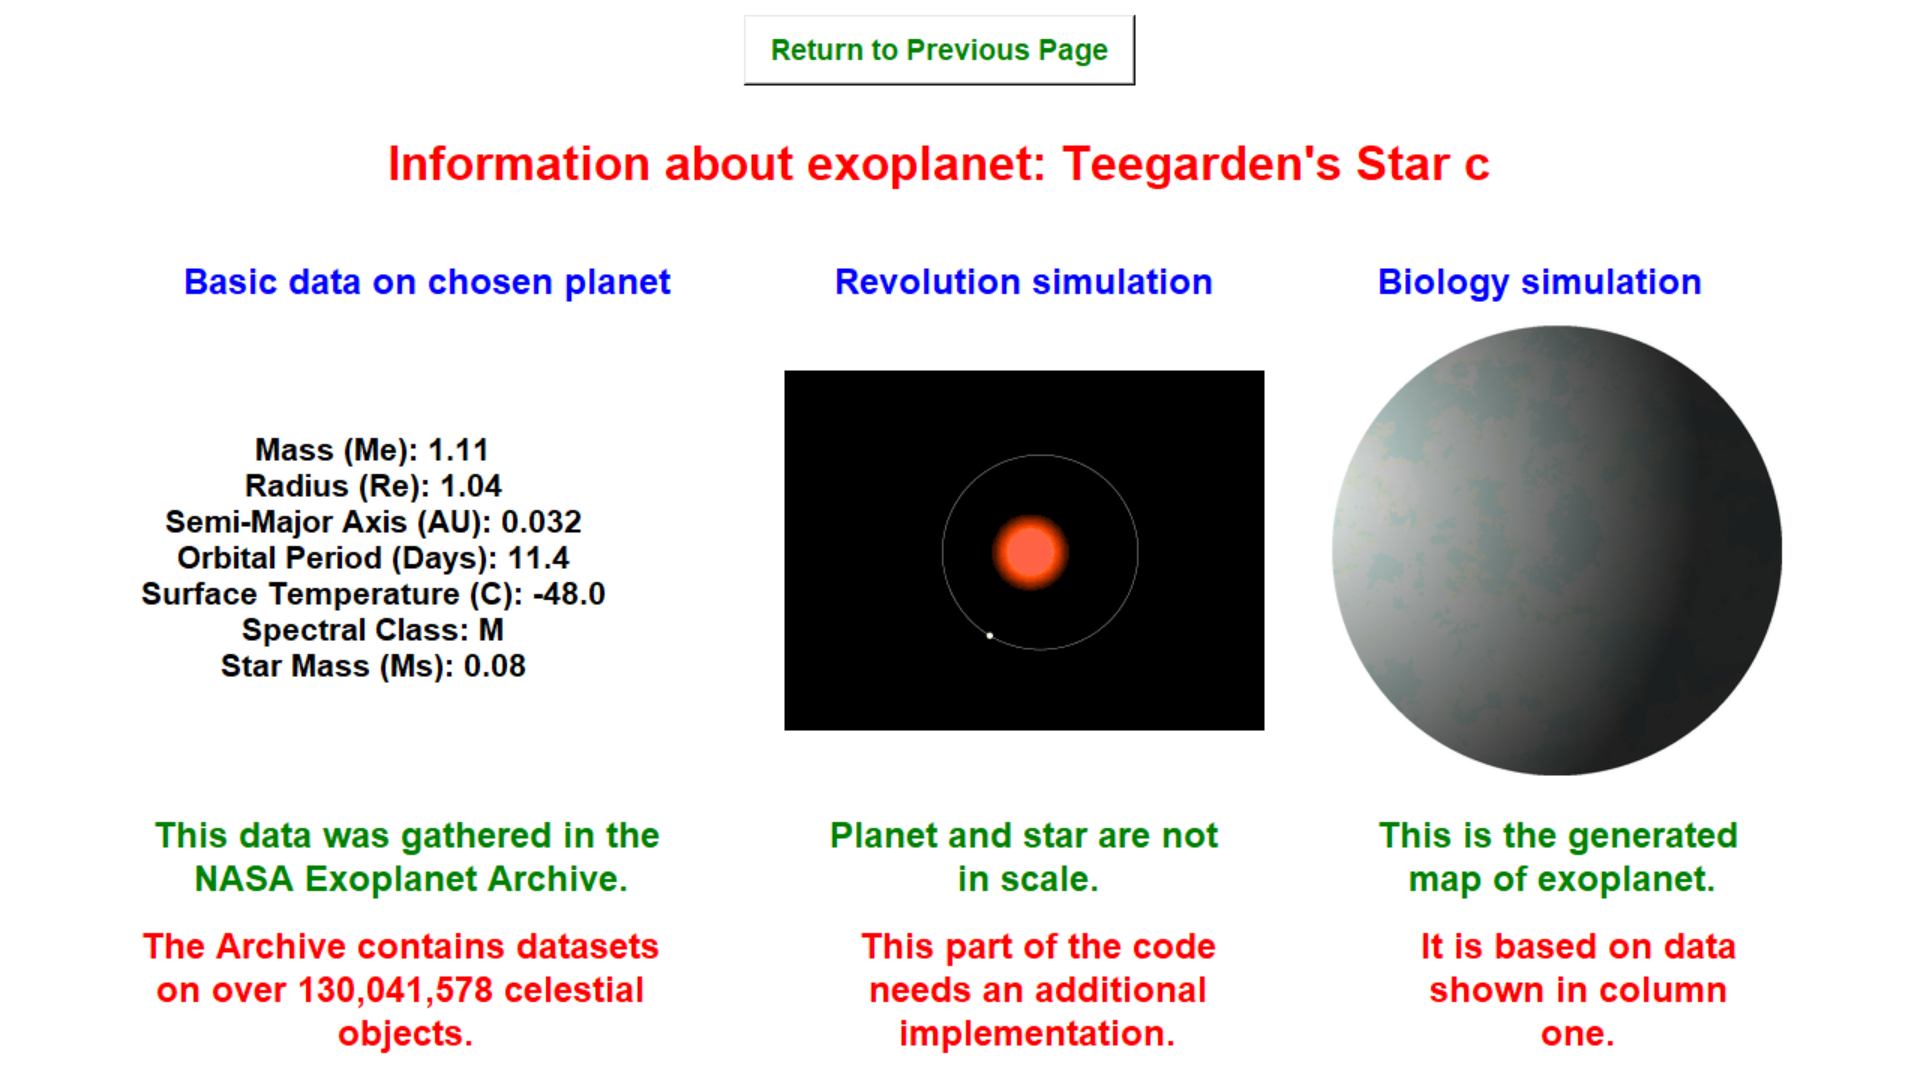 Return to Previous Page
Information about exoplanet: Teegarden's Star c
Basic data on chosen planet
Mass (Me): 1.11
Radius (Re): 1.04
Semi-Major Axis (AU): 0.032
Orbital Period (Days): 11.4
Surface Temperature (C): -48.0
Spectral Class: M
Star Mass (Ms): 0.08
This data was gathered in the
NASA Exoplanet Archive.
The Archive contains datasets
on over 130,041,578 celestial
objects.
Revolution simulation
Planet and star are not
in scale.
This part of the code
needs an additional
implementation.
Biology simulation
This is the generated
map of exoplanet.
It is based on data
shown in column
one.